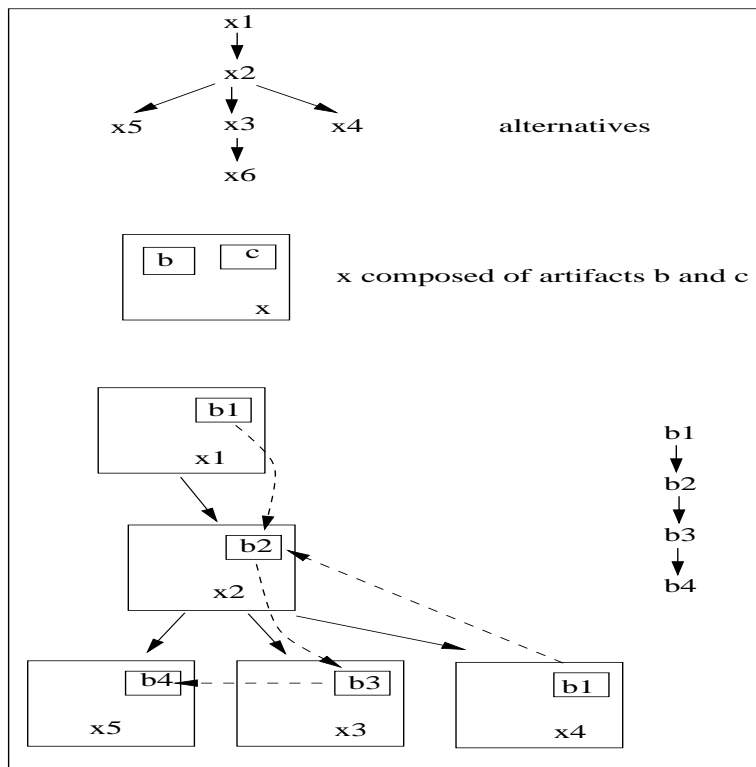 x1
x2
x5 x3 x4 alternatives
x6
b c
x composed of artifacts b and c
x
b1
x1
b1
b2
b3
b4
b2
x2
b4 b3 b1
x5 x3 x4